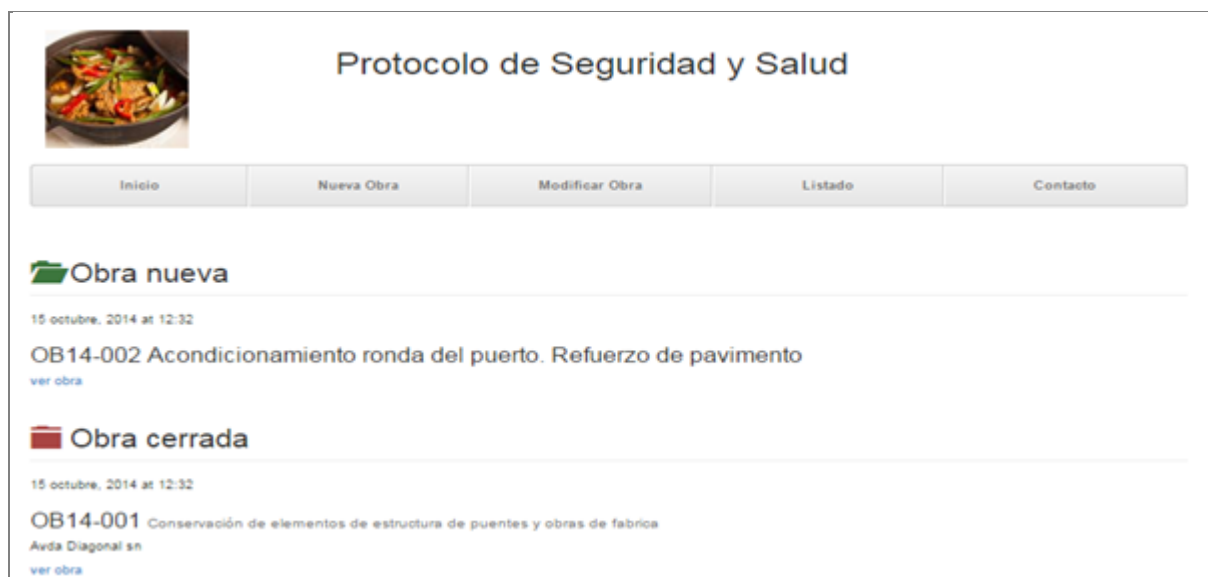 Protocolo de Seguridad y Salud
Inicio Nueva Obra Modificar Obra Listado Contacto
Obra nueva
15 octubre, 2014 at 12:32
OB14-002 Acondicionamiento ronda del puerto. Refuerzo de pavimento
ver obra
Obra cerrada
15 octubre, 2014 at 12:32
OB14-001 Conservación de elementos de estructura de puentes y obras de fabrica
Avda Diagonal sn
ver obra